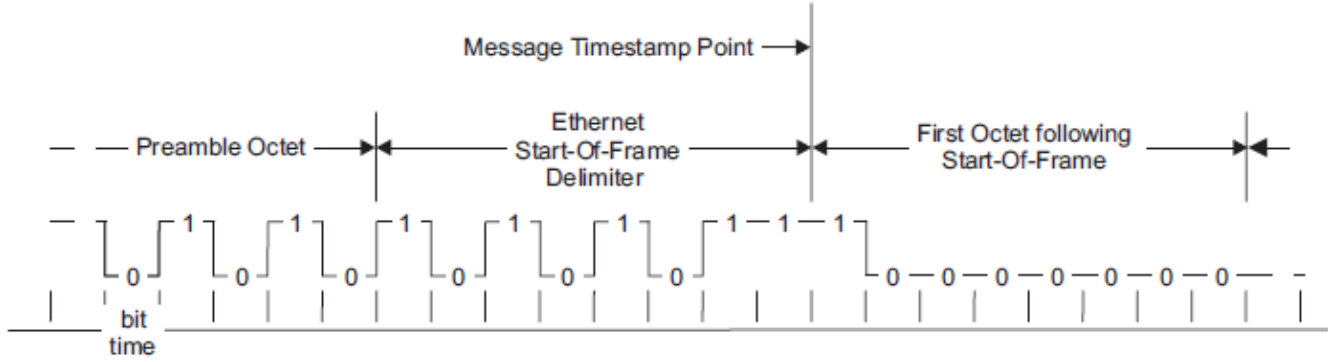 Message Timestamp Point
Preamble Octet
Ethernet
Start-Of-Frame
Delimiter
First Octet following
Start-Of-Frame
1 1 1 1 1 1 1 1
0 0 0 0 0 0 0 0 0 0 0 0 0
bit
time